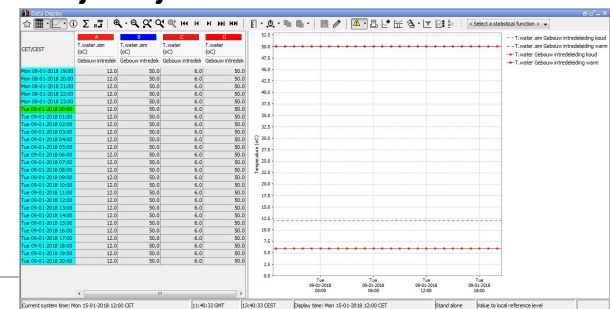 Data Display
< Select a statistical function >
A B C D
CET/CEST T.water.sim T.water.sim T.water T.water
(oC) (oC) (oC) (oC)
Gebouw intredek Gebouw intredek Gebouw intredek Gebouw intredek
Mon 08-01-2018 19:00 12.0 50.0 6.0 50.0
Mon 08-01-2018 20:00 12.0 50.0 6.0 50.0
Mon 08-01-2018 21:00 12.0 50.0 6.0 50.0
Mon 08-01-2018 22:00 12.0 50.0 6.0 50.0
Mon 08-01-2018 23:00 12.0 50.0 6.0 50.0
Tue 09-01-2018 00:00 12.0 50.0 6.0 50.0
Tue 09-01-2018 01:00 12.0 50.0 6.0 50.0
Tue 09-01-2018 02:00 12.0 50.0 6.0 50.0
Tue 09-01-2018 03:00 12.0 50.0 6.0 50.0
Tue 09-01-2018 04:00 12.0 50.0 6.0 50.0
Tue 09-01-2018 05:00 12.0 50.0 6.0 50.0
Tue 09-01-2018 06:00 12.0 50.0 6.0 50.0
Tue 09-01-2018 07:00 12.0 50.0 6.0 50.0
Tue 09-01-2018 08:00 12.0 50.0 6.0 50.0
Tue 09-01-2018 09:00 12.0 50.0 6.0 50.0
Tue 09-01-2018 10:00 12.0 50.0 6.0 50.0
Tue 09-01-2018 11:00 12.0 50.0 6.0 50.0
Tue 09-01-2018 12:00 12.0 50.0 6.0 50.0
Tue 09-01-2018 13:00 12.0 50.0 6.0 50.0
Tue 09-01-2018 14:00 12.0 50.0 6.0 50.0
Tue 09-01-2018 15:00 12.0 50.0 6.0 50.0
Tue 09-01-2018 16:00 12.0 50.0 6.0 50.0
Tue 09-01-2018 17:00 12.0 50.0 6.0 50.0
Tue 09-01-2018 18:00 12.0 50.0 6.0 50.0
Tue 09-01-2018 19:00 12.0 50.0 6.0 50.0
Tue 09-01-2018 20:00 12.0 50.0 6.0 50.0
52.5
50.0
47.5
45.0
42.5
40.0
37.5
35.0
32.5
30.0
27.5
25.0
22.5
20.0
17.5
15.0
12.5
10.0
7.5
5.0
2.5
0.0
Temperature (oC)
Tue Tue Tue Tue
09-01-2018 09-01-2018 09-01-2018 09-01-2018
00:00 06:00 12:00 18:00
T.water.sim Gebouw intredeleiding koud
T.water.sim Gebouw intredeleiding warm
T.water Gebouw intredeleiding koud
T.water Gebouw intredeleiding warm
Current system time: Mon 15-01-2018 12:00 CET 11:40:33 GMT 13:40:33 CEST Display time: Mon 15-01-2018 12:00 CET Stand alone Value to local reference level